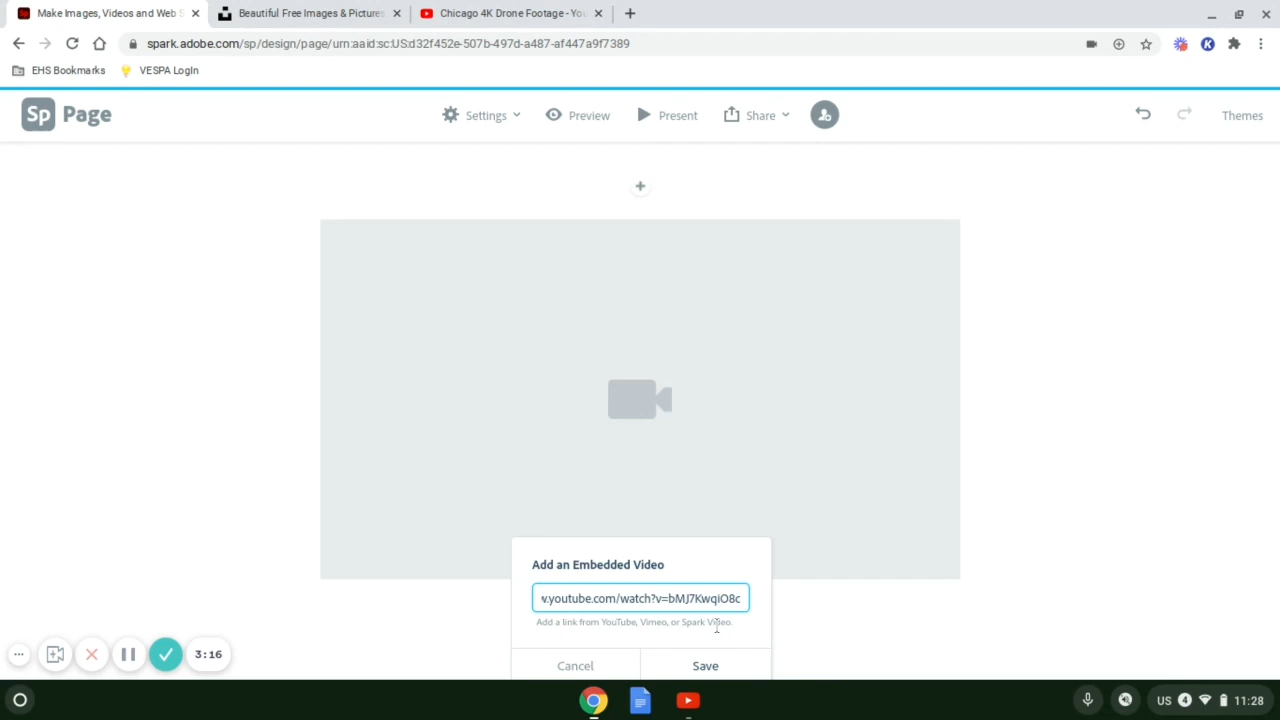 Make Images, Videos and Web S
Beautiful Free Images & Pictures
Chicago 4K Drone Footage - You
spark.adobe.com/sp/design/page/urn:aaid:sc:US:d32f452e-507b-497d-a487-af447a9f7389
EHS Bookmarks
VESPA LogIn
Sp Page
Settings
Preview
Present
Share
Themes
Add an Embedded Video
w.youtube.com/watch?v=bMJ7KwqiO8c
Add a link from YouTube, Vimeo, or Spark Video.
Cancel
Save
3:16
US
4
11:28